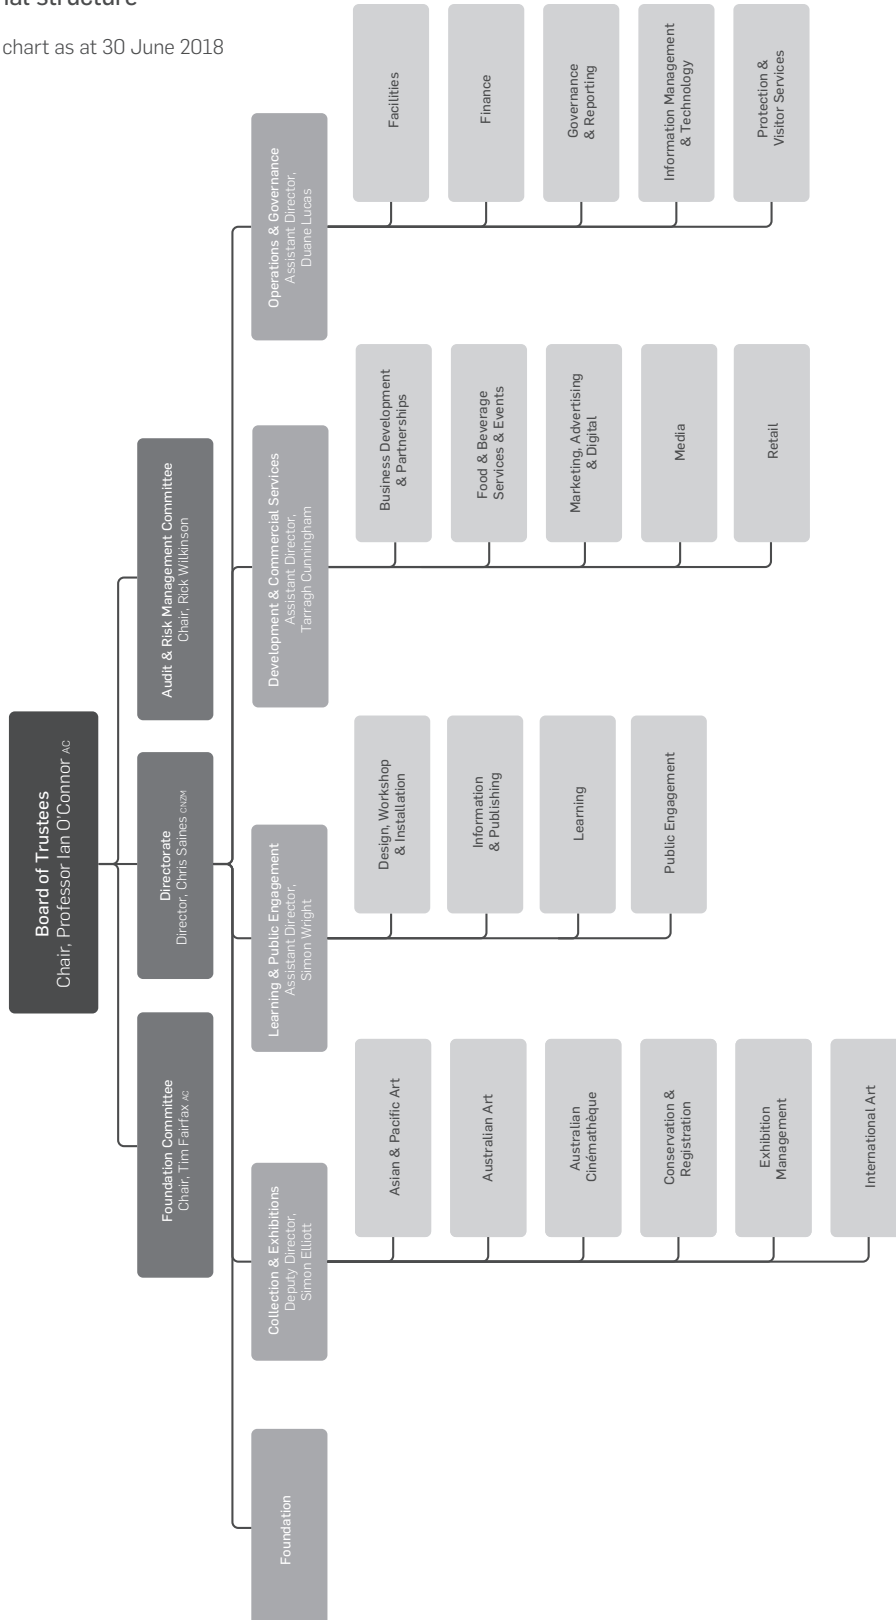 nal structure
chart as at 30 June 2018
Board of Trustees
Chair, Professor Ian O'Connor AC
Foundation Committee
Chair, Tim Fairfax AC
Directorate
Director, Chris Saines CNZM
Audit & Risk Management Committee
Chair, Rick Wilkinson
Foundation
Collection & Exhibitions
Deputy Director,
Simon Elliott
Learning & Public Engagement
Assistant Director,
Simon Wright
Development & Commercial Services
Assistant Director,
Tarragh Cunningham
Operations & Governance
Assistant Director,
Duane Lucas
Asian & Pacific Art
Australian Art
Australian
Cinémathèque
Conservation &
Registration
Exhibition
Management
International Art
Design, Workshop
& Installation
Information
& Publishing
Learning
Public Engagement
Business Development
& Partnerships
Food & Beverage
Services & Events
Marketing, Advertising
& Digital
Media
Retail
Facilities
Finance
Governance
& Reporting
Information Management
& Technology
Protection &
Visitor Services